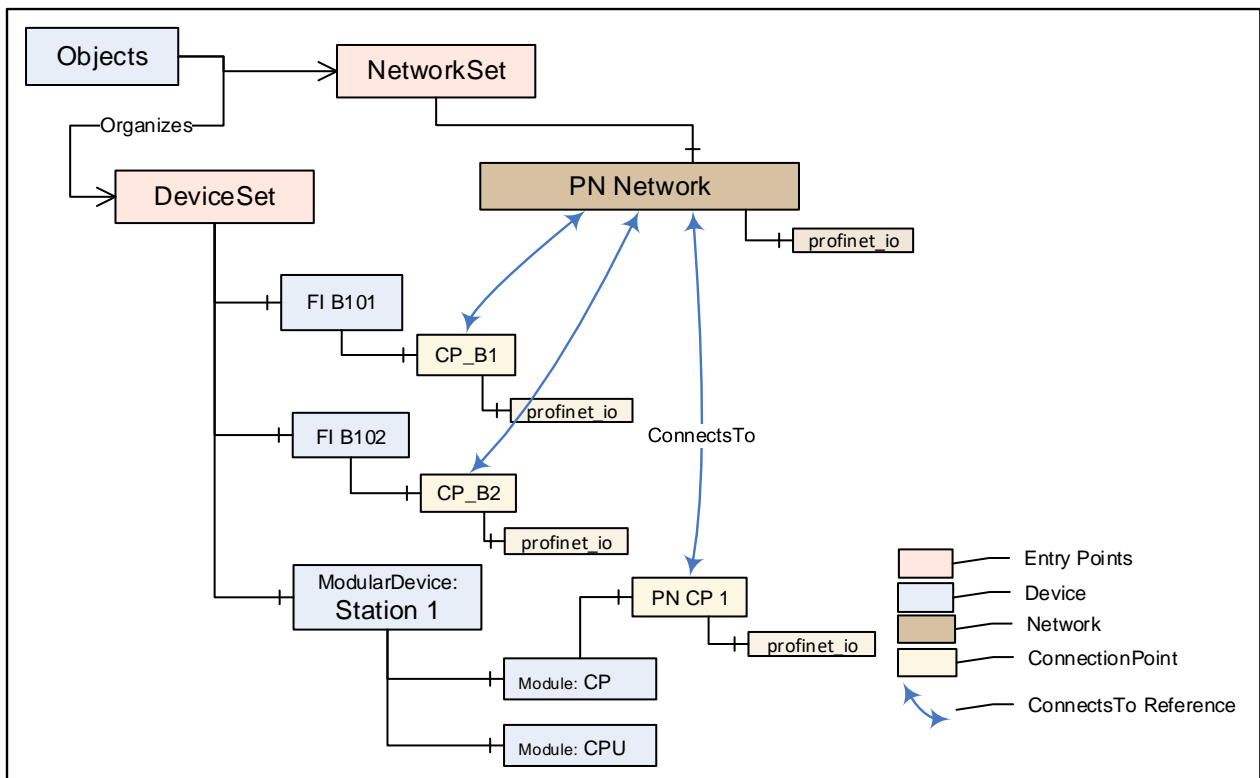 Objects
NetworkSet
Organizes
DeviceSet
PN Network
profinet_io
FI B101
CP_B1
profinet_io
FI B102
ConnectsTo
CP_B2
profinet_io
ModularDevice:
Station 1
PN CP 1
profinet_io
Module: CP
Module: CPU
Entry Points
Device
Network
ConnectionPoint
ConnectsTo Reference